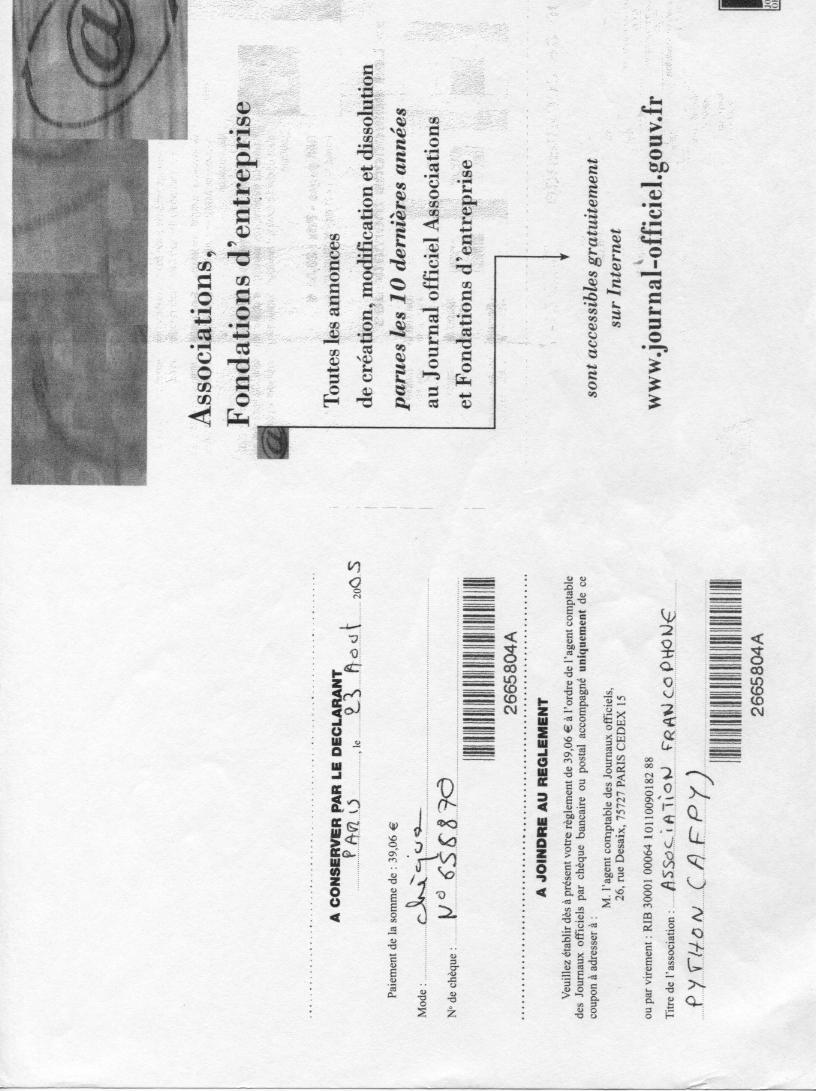 Associations,
Fondations d'entreprise
Toutes les annonces
de création, modification et dissolution
parues les 10 dernières années
au Journal officiel Associations
et Fondations d'entreprise
sont accessibles gratuitement
sur Internet
www.journal-officiel.gouv.fr
A CONSERVER PAR LE DECLARANT
PARIS, le 23 Août 2005
Paiement de la somme de : 39,06 €
Mode : chèque
N° de chèque : N° 658870
2665804A
A JOINDRE AU REGLEMENT
Veuillez établir dès à présent votre règlement de 39,06 € à l'ordre de l'agent comptable
des Journaux officiels par chèque bancaire ou postal accompagné uniquement de ce
coupon à adresser à :
M. l'agent comptable des Journaux officiels,
26, rue Desaix, 75727 PARIS CEDEX 15
ou par virement : RIB 30001 00064 10110090182 88
Titre de l'association : ASSOCIATION FRANCOPHONE
PYTHON (AFPY)
2665804A